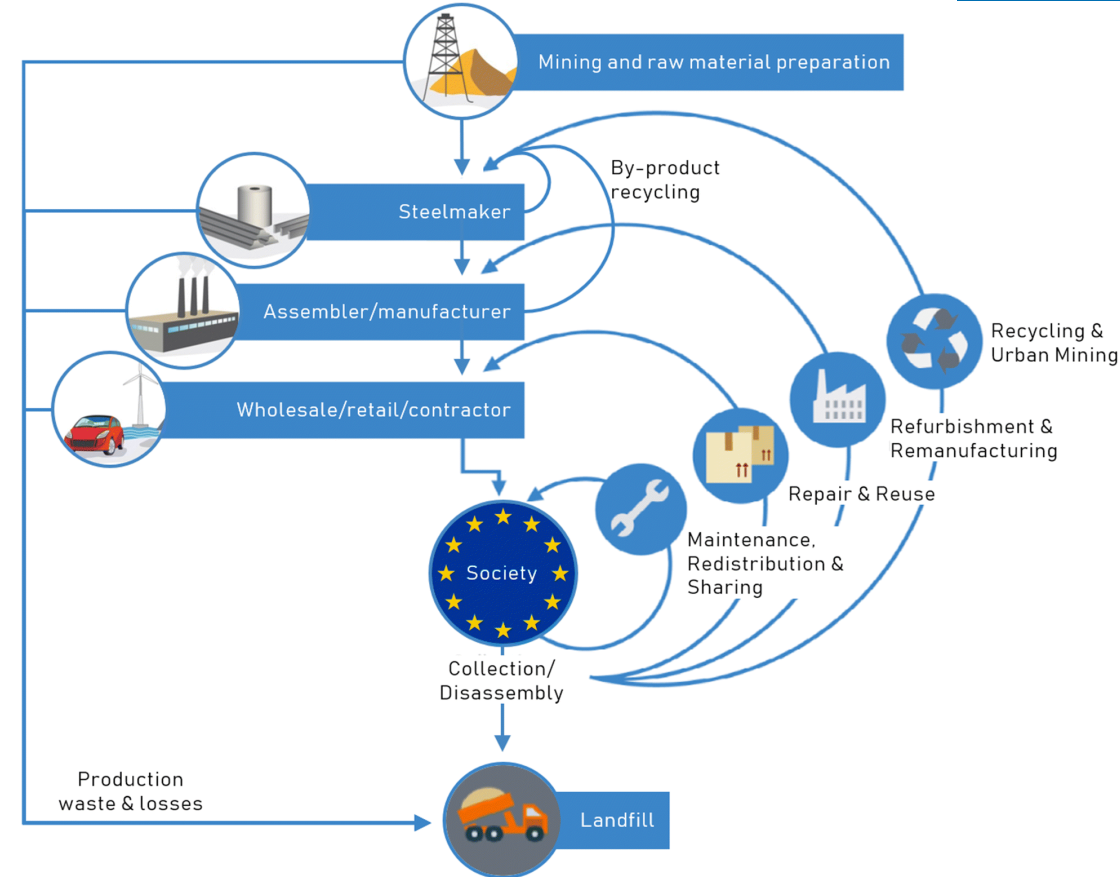 Mining and raw material preparation
By-product
recycling
Steelmaker
Assembler/manufacturer
Recycling &
Urban Mining
Wholesale/retail/contractor
Refurbishment &
Remanufacturing
Repair & Reuse
Maintenance,
Redistribution &
Sharing
Society
Collection/
Disassembly
Production
waste & losses
Landfill